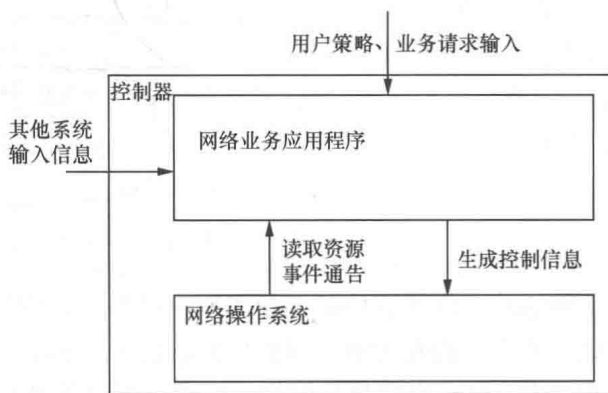 用户策略、业务请求输入
控制器
其他系统
输入信息
网络业务应用程序
读取资源
事件通告
生成控制信息
网络操作系统